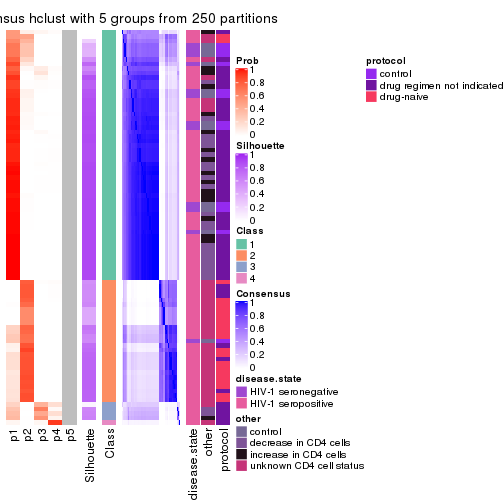 nsus hclust with 5 groups from 250 partitions
Prob
1
0.8
0.6
0.4
0.2
0
Silhouette
1
0.8
0.6
0.4
0.2
0
Class
1
2
3
4
Consensus
1
0.8
0.6
0.4
0.2
0
disease.state
HIV-1 seronegative
HIV-1 seropositive
other
control
decrease in CD4 cells
increase in CD4 cells
unknown CD4 cell status
protocol
control
drug regimen not indicated
drug-naive
p1
p2
p3
p4
p5
Silhouette
Class
disease.state
other
protocol